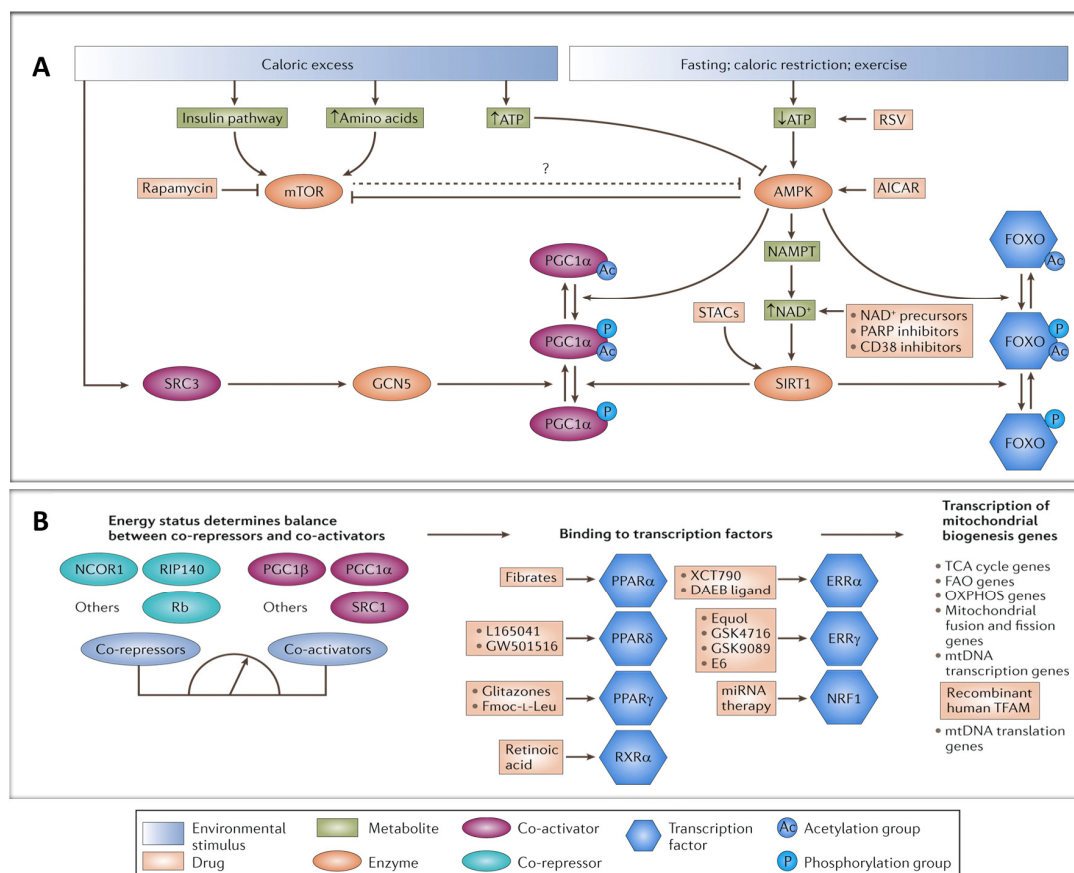 A
Caloric excess
Fasting; caloric restriction; exercise
Insulin pathway
↑Amino acids
↑ATP
↓ATP
RSV
?
Rapamycin
mTOR
AMPK
AICAR
PGC1α
Ac
NAMPT
FOXO
Ac
STACs
↑NAD⁺
• NAD⁺ precursors
• PARP inhibitors
• CD38 inhibitors
PGC1α
P
Ac
FOXO
P
Ac
SRC3
GCN5
SIRT1
PGC1α
P
FOXO
P
B
Energy status determines balance
between co-repressors and co-activators
Binding to transcription factors
Transcription of
mitochondrial
biogenesis genes
NCOR1
RIP140
PGC1β
PGC1α
Others
Rb
Others
SRC1
Co-repressors
Co-activators
Fibrates
PPARα
• XCT790
• DAEB ligand
ERRα
• L165041
• GW501516
PPARδ
• Equol
• GSK4716
• GSK9089
• E6
ERRγ
• Glitazones
• Fmoc-L-Leu
PPARγ
miRNA
therapy
NRF1
Retinoic
acid
RXRα
• TCA cycle genes
• FAO genes
• OXPHOS genes
• Mitochondrial
fusion and fission
genes
• mtDNA
transcription genes
Recombinant
human TFAM
• mtDNA translation
genes
Environmental
stimulus
Metabolite
Co-activator
Transcription
factor
Ac
Acetylation group
Drug
Enzyme
Co-repressor
P
Phosphorylation group